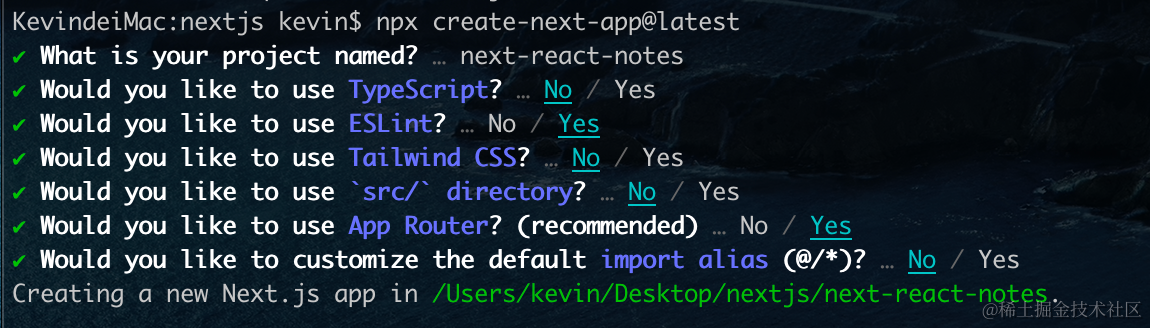 KevindeiMac:nextjs kevin$ npx create-next-app@latest
✔ What is your project named? … next-react-notes
✔ Would you like to use TypeScript? … No / Yes
✔ Would you like to use ESLint? … No / Yes
✔ Would you like to use Tailwind CSS? … No / Yes
✔ Would you like to use `src/` directory? … No / Yes
✔ Would you like to use App Router? (recommended) … No / Yes
✔ Would you like to customize the default import alias (@/*)? … No / Yes
Creating a new Next.js app in /Users/kevin/Desktop/nextjs/next-react-notes.
@稀土掘金技术社区